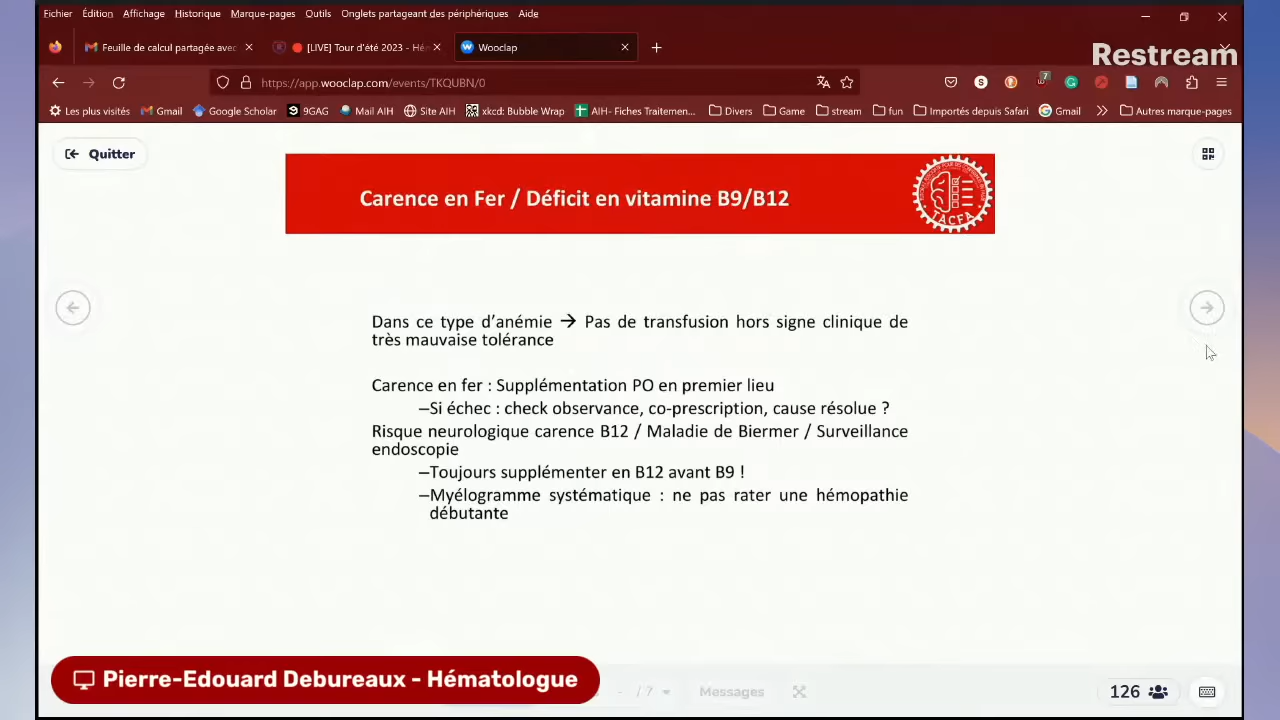 Fichier Édition Affichage Historique Marque-pages Outils Onglets partageant des périphériques Aide
Feuille de calcul partagée avec
[LIVE] Tour d'été 2023 - Hé
Wooclap
Restream
https://app.wooclap.com/events/TKQUBN/0
7
Les plus visités Gmail Google Scholar 9GAG Mail AIH Site AIH xkcd: Bubble Wrap AIH- Fiches Traitemen... Divers Game stream fun Importés depuis Safari Gmail Autres marque-pages
Quitter
Carence en Fer / Déficit en vitamine B9/B12
TACFA
Dans ce type d'anémie → Pas de transfusion hors signe clinique de
très mauvaise tolérance
Carence en fer : Supplémentation PO en premier lieu
–Si échec : check observance, co-prescription, cause résolue ?
Risque neurologique carence B12 / Maladie de Biermer / Surveillance
endoscopie
–Toujours supplémenter en B12 avant B9 !
–Myélogramme systématique : ne pas rater une hémopathie
débutante
Pierre-Edouard Debureaux - Hématologue
- / 7
Messages
126